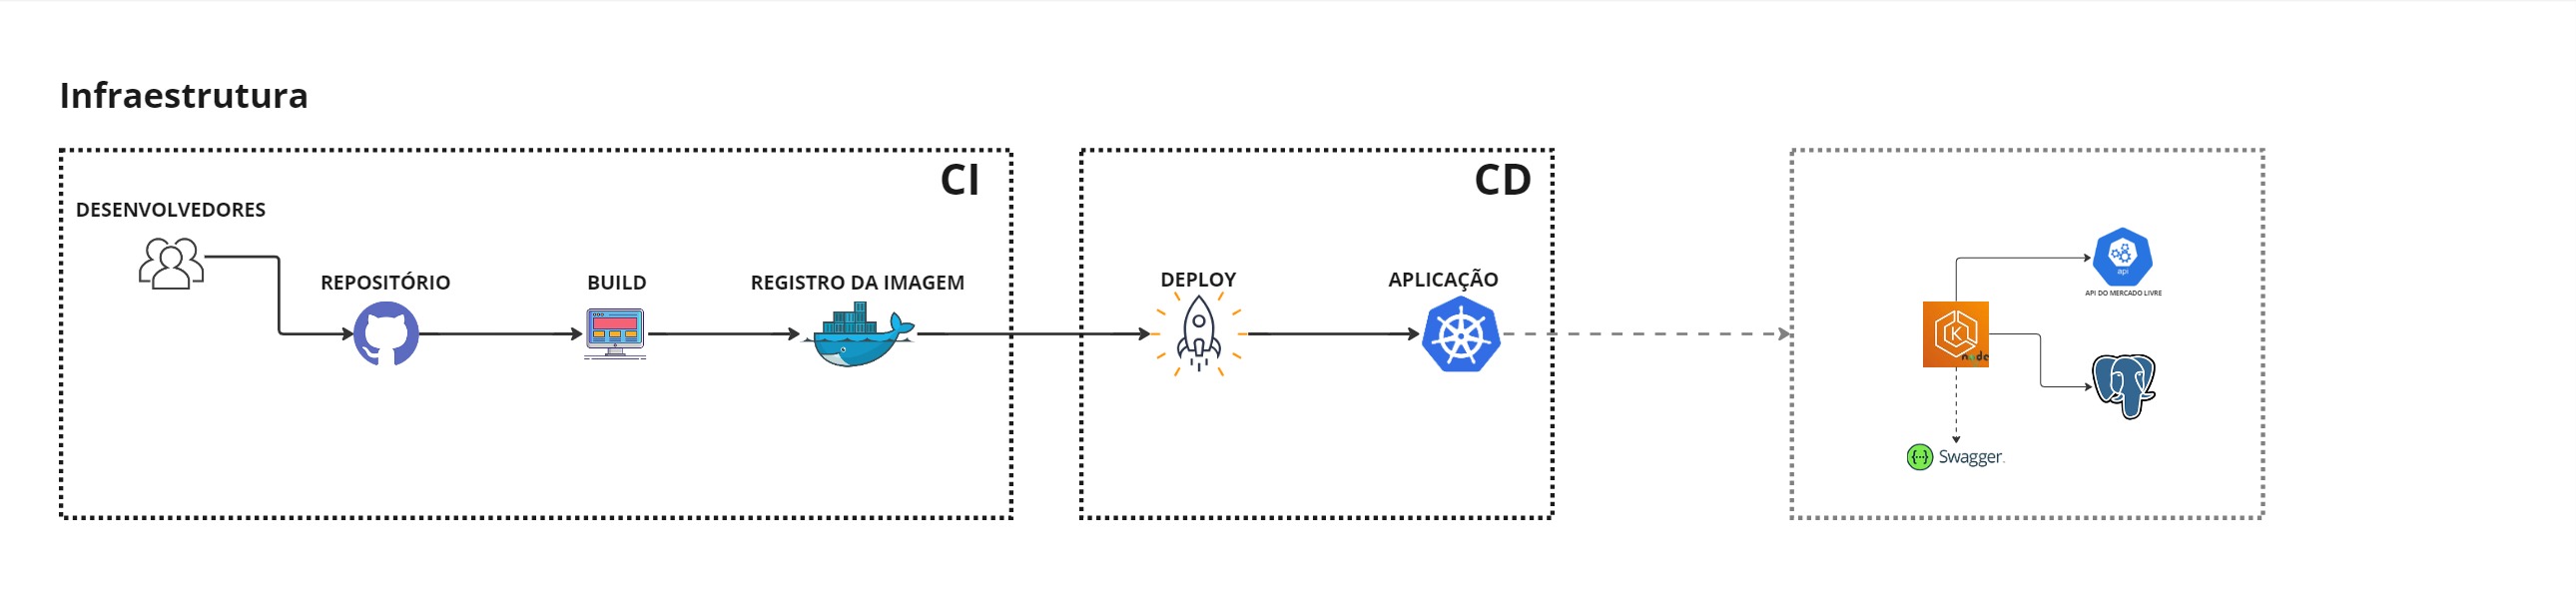 Infraestrutura
CI
CD
DESENVOLVEDORES
REPOSITÓRIO
BUILD
REGISTRO DA IMAGEM
DEPLOY
APLICAÇÃO
api
API DO MERCADO LIVRE
K
node
{···} Swagger.